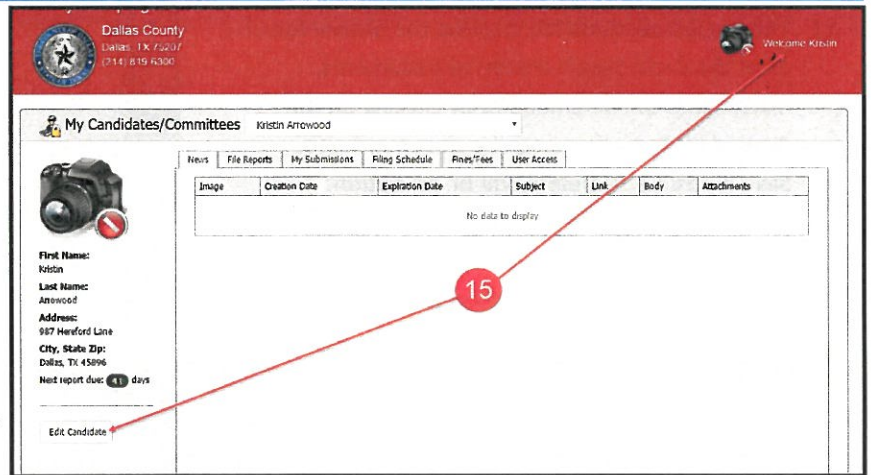 Dallas County
Dallas, TX 75207
(214) 819-6300
Welcome Kristin
My Candidates/Committees Kristin Arrowood
News File Reports My Submissions Filing Schedule Fines/Fees User Access
Image Creation Date Expiration Date Subject Link Body Attachments
No data to display
First Name:
Kristin
Last Name:
Arrowood
Address:
987 Hereford Lane
City, State Zip:
Dallas, TX 45896
Next report due: 41 days
Edit Candidate
15